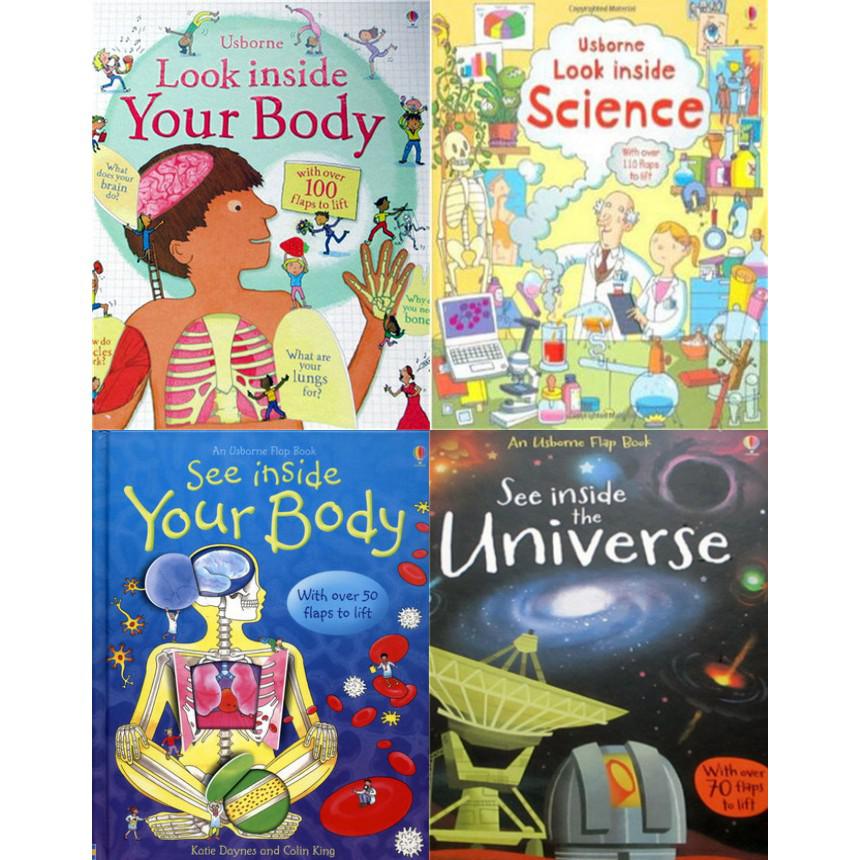 Usborne
Look inside
Your Body
with over
100
flaps to lift
What
does your
brain
do?
What are
your
lungs
for?
Copyrighted Material
Usborne
Look inside
Science
With over
110 flaps
to lift
An Usborne Flap Book
See inside
Your Body
With over 50
flaps to lift
Katie Daynes and Colin King
An Usborne Flap Book
See inside
the
Universe
With over
70 flaps
to lift